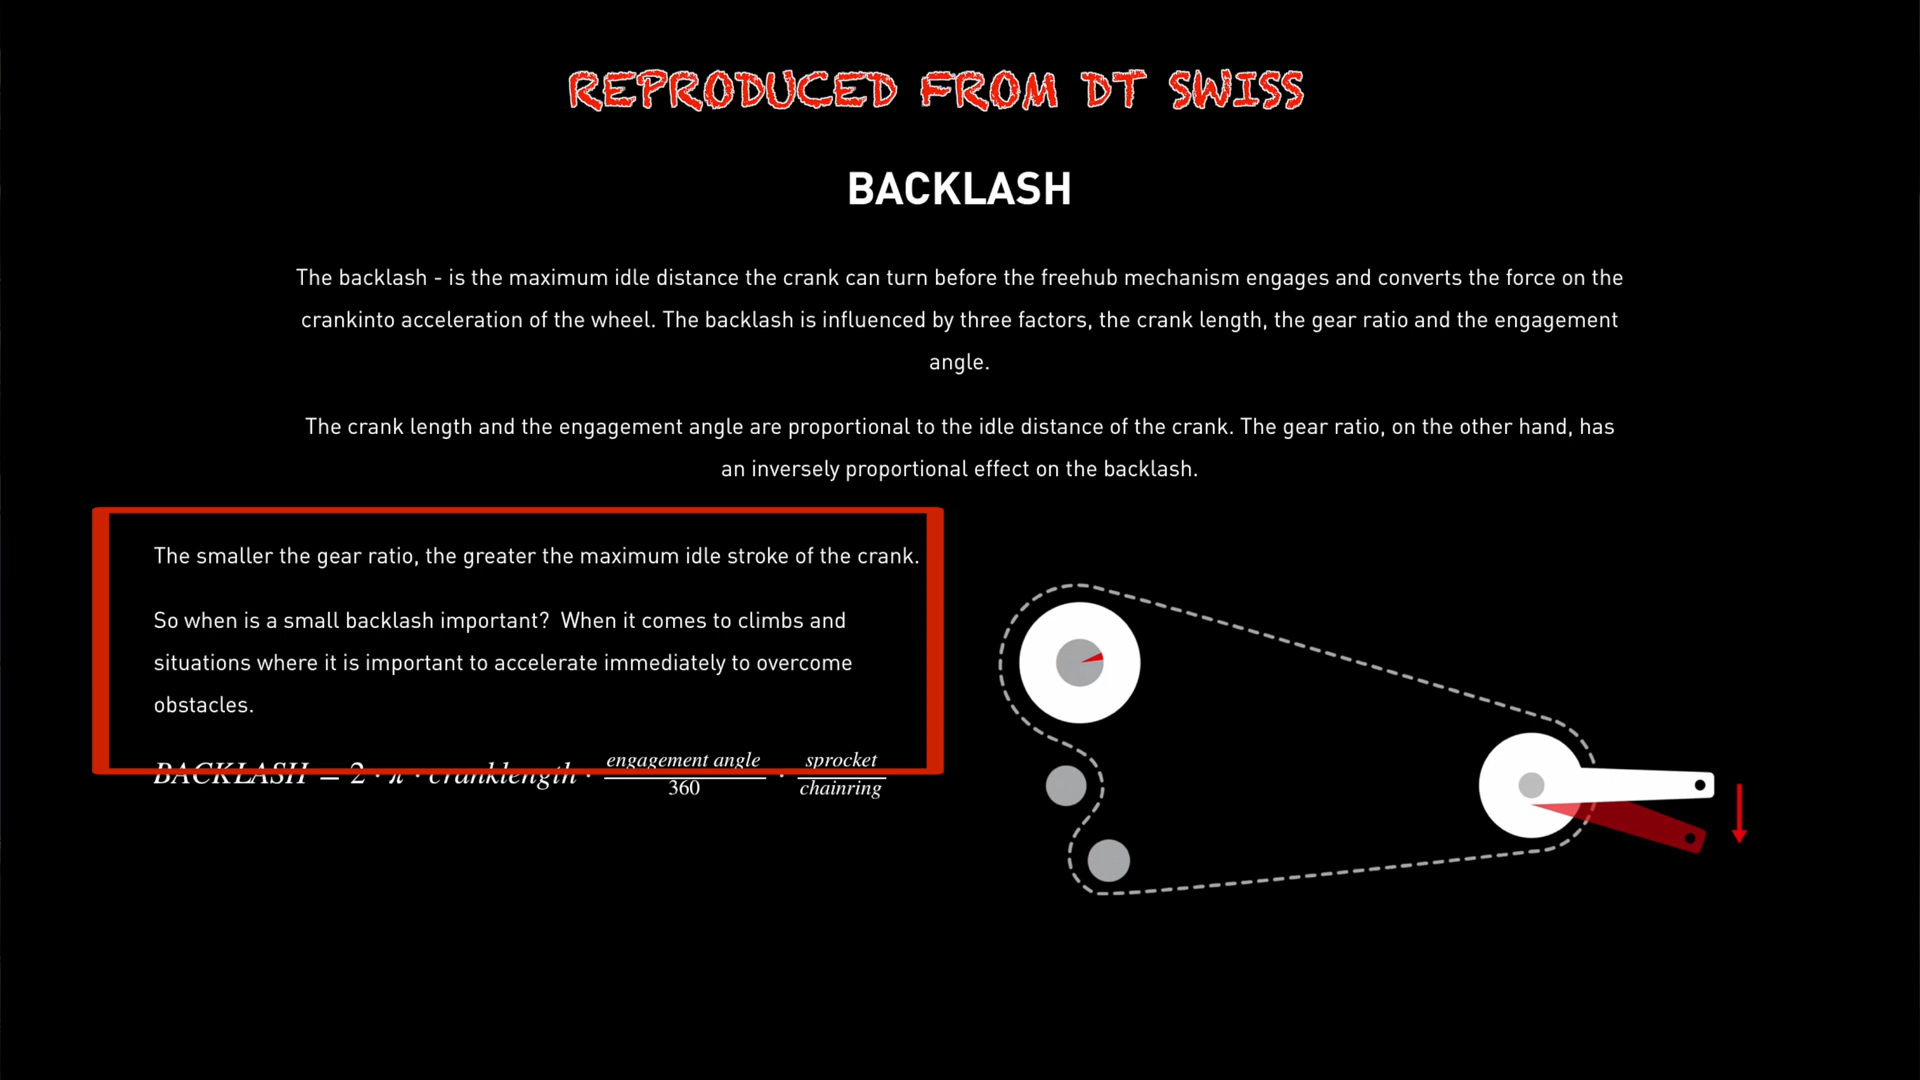 REPRODUCED FROM DT SWISS
BACKLASH
The backlash - is the maximum idle distance the crank can turn before the freehub mechanism engages and converts the force on the
crankinto acceleration of the wheel. The backlash is influenced by three factors, the crank length, the gear ratio and the engagement
angle.
The crank length and the engagement angle are proportional to the idle distance of the crank. The gear ratio, on the other hand, has
an inversely proportional effect on the backlash.
The smaller the gear ratio, the greater the maximum idle stroke of the crank.
So when is a small backlash important? When it comes to climbs and
situations where it is important to accelerate immediately to overcome
obstacles.
BACKLASH = 2 · π · cranklength · engagement angle / 360 · sprocket / chainring